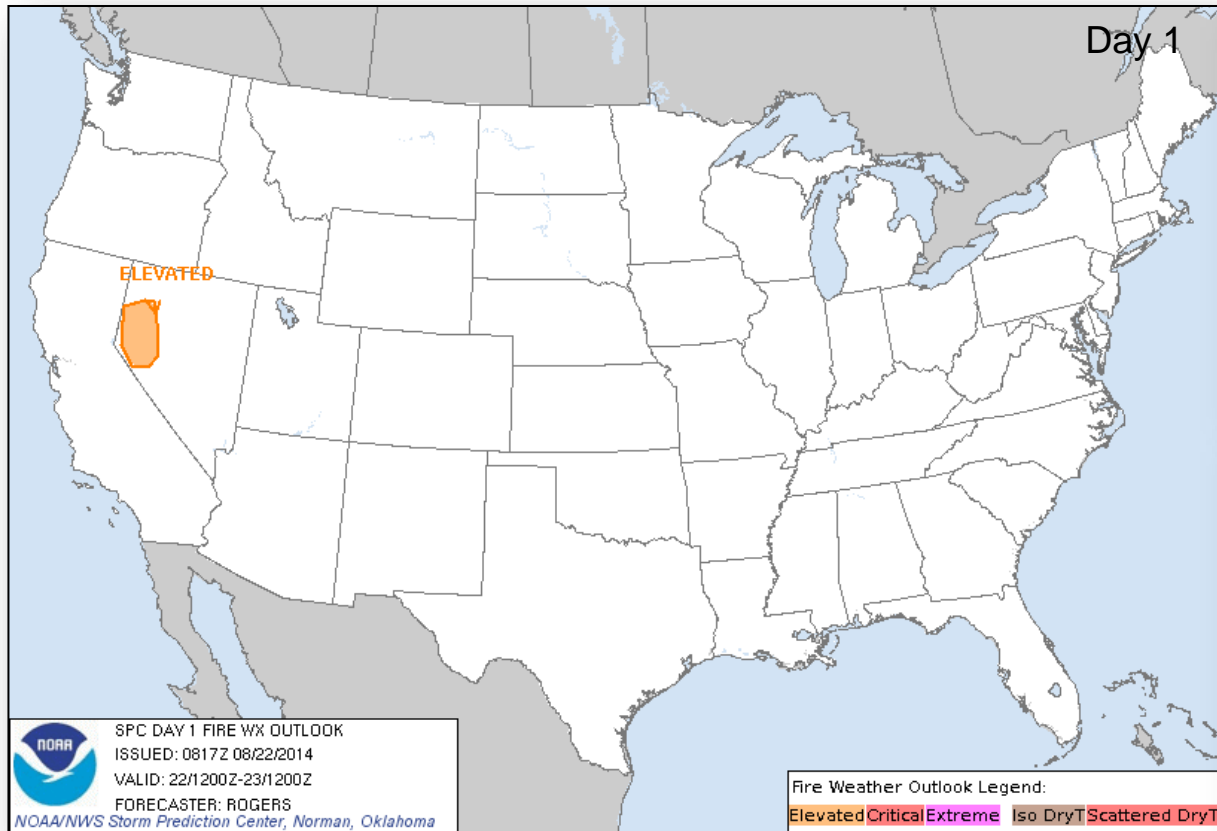 Day 1
ELEVATED
NOAA
SPC DAY 1 FIRE WX OUTLOOK
ISSUED: 0817Z 08/22/2014
VALID: 22/1200Z-23/1200Z
FORECASTER: ROGERS
NOAA/NWS Storm Prediction Center, Norman, Oklahoma
Fire Weather Outlook Legend:
Elevated Critical Extreme Iso DryT Scattered DryT